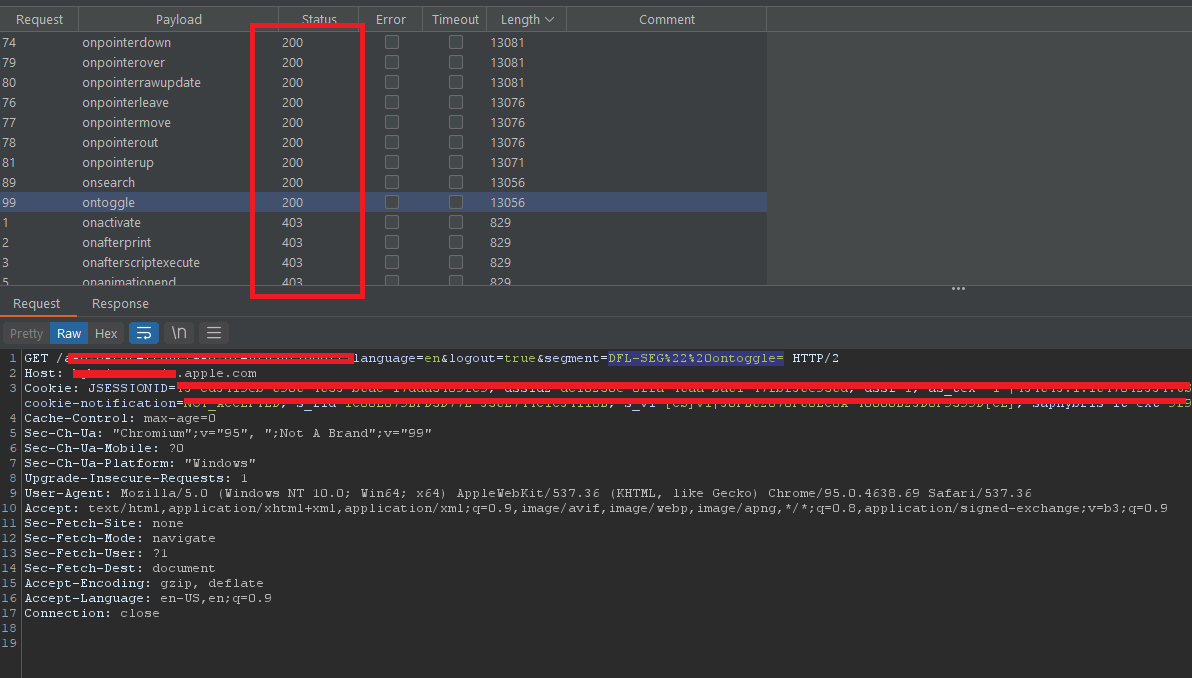 Request Payload Status Error Timeout Length Comment
74 onpointerdown 200 13081
79 onpointerover 200 13081
80 onpointerrawupdate 200 13081
76 onpointerleave 200 13076
77 onpointermove 200 13076
78 onpointerout 200 13076
81 onpointerup 200 13071
89 onsearch 200 13056
99 ontoggle 200 13056
1 onactivate 403 829
2 onafterprint 403 829
3 onafterscriptexecute 403 829
5 onanimationend 403 829
Request Response
Pretty Raw Hex \n
1 GET / language=en&logout=true&segment=DFL-SEG%22%20ontoggle= HTTP/2
2 Host: .apple.com
3 Cookie: JSESSIONID=
cookie-notification=
4 Cache-Control: max-age=0
5 Sec-Ch-Ua: "Chromium";v="95", ";Not A Brand";v="99"
6 Sec-Ch-Ua-Mobile: ?0
7 Sec-Ch-Ua-Platform: "Windows"
8 Upgrade-Insecure-Requests: 1
9 User-Agent: Mozilla/5.0 (Windows NT 10.0; Win64; x64) AppleWebKit/537.36 (KHTML, like Gecko) Chrome/95.0.4638.69 Safari/537.36
10 Accept: text/html,application/xhtml+xml,application/xml;q=0.9,image/avif,image/webp,image/apng,*/*;q=0.8,application/signed-exchange;v=b3;q=0.9
11 Sec-Fetch-Site: none
12 Sec-Fetch-Mode: navigate
13 Sec-Fetch-User: ?1
14 Sec-Fetch-Dest: document
15 Accept-Encoding: gzip, deflate
16 Accept-Language: en-US,en;q=0.9
17 Connection: close
18
19